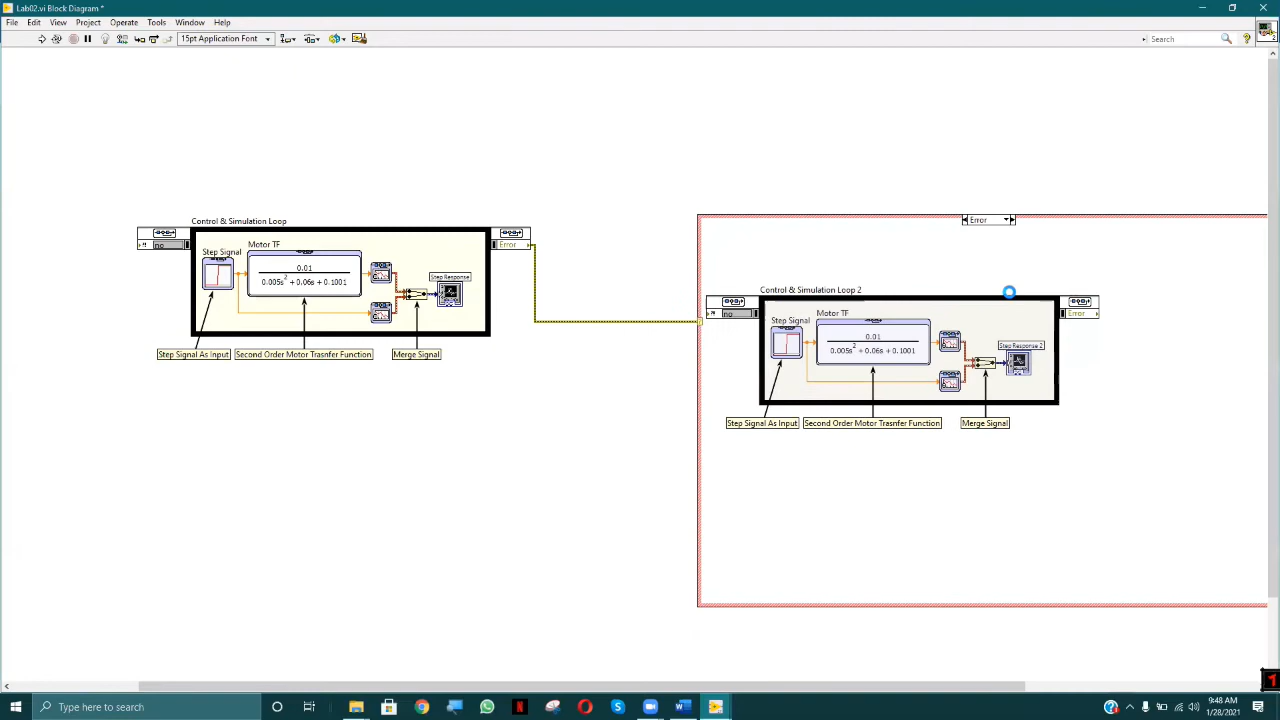 Lab02.vi Block Diagram *
File Edit View Project Operate Tools Window Help
15pt Application Font
Search
2
Control & Simulation Loop
no
Error
Step Signal
Motor TF
0.01
0.005s² + 0.06s + 0.1001
Step Response
Step Signal As Input
Second Order Motor Trasnfer Function
Merge Signal
Error
Control & Simulation Loop 2
no
Error
Step Signal
Motor TF
0.01
0.005s² + 0.06s + 0.1001
Step Response 2
Step Signal As Input
Second Order Motor Trasnfer Function
Merge Signal
1
Type here to search
9:48 AM
1/28/2021